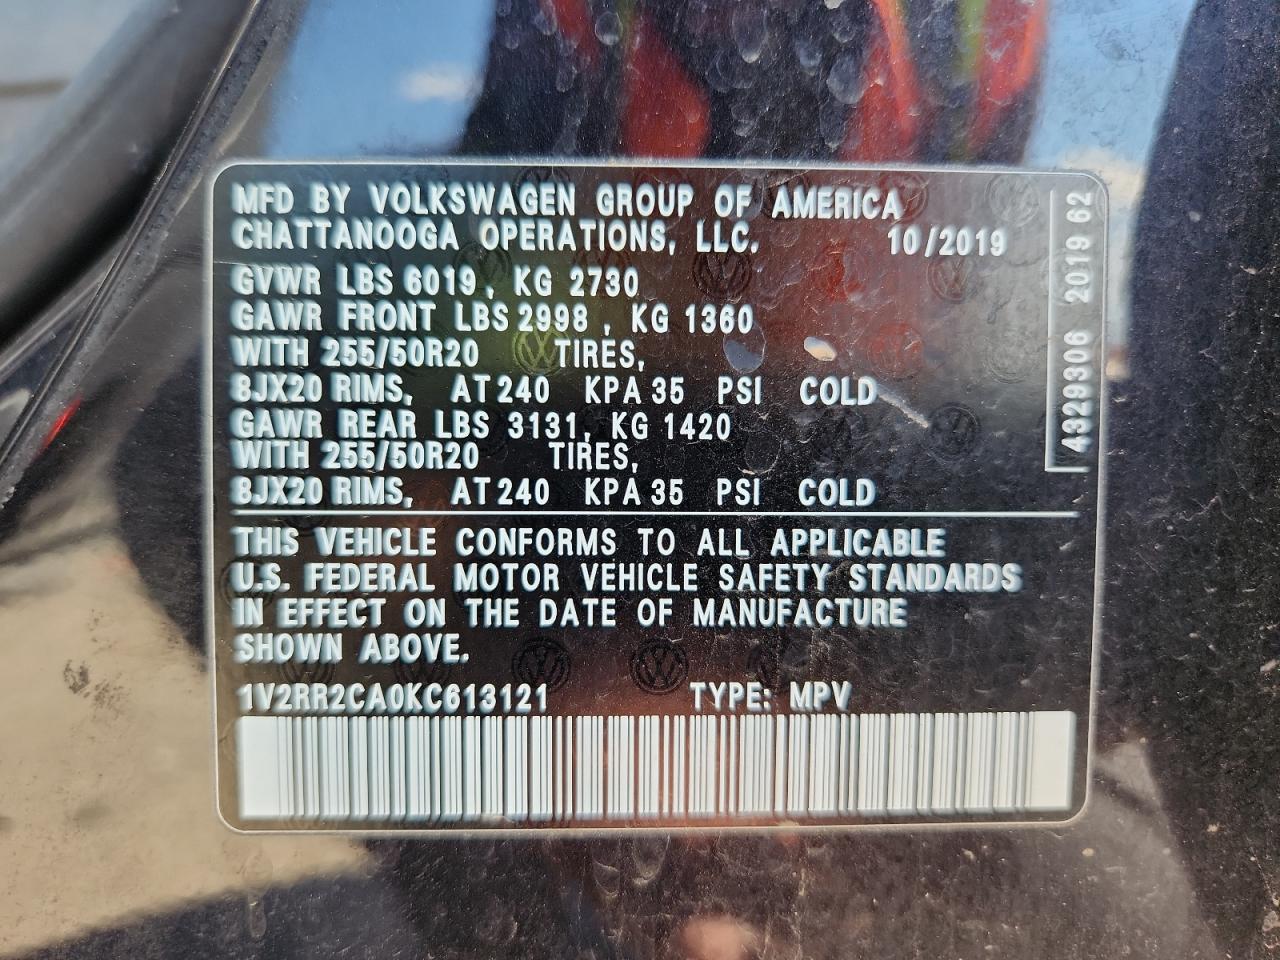 MFD BY VOLKSWAGEN GROUP OF AMERICA
CHATTANOOGA OPERATIONS, LLC. 10/2019
GVWR LBS 6019, KG 2730
GAWR FRONT LBS 2998, KG 1360
WITH 255/50R20 TIRES,
8JX20 RIMS, AT 240 KPA 35 PSI COLD
GAWR REAR LBS 3131, KG 1420
WITH 255/50R20 TIRES,
8JX20 RIMS, AT 240 KPA 35 PSI COLD
4329306 2019 62
THIS VEHICLE CONFORMS TO ALL APPLICABLE
U.S. FEDERAL MOTOR VEHICLE SAFETY STANDARDS
IN EFFECT ON THE DATE OF MANUFACTURE
SHOWN ABOVE.
1V2RR2CA0KC613121 TYPE: MPV